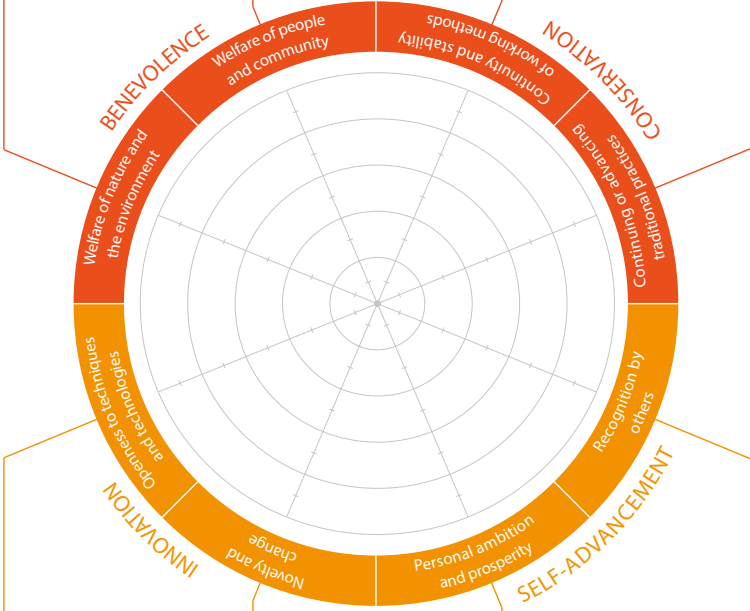 BENEVOLENCE
Welfare of people
and community
Continuity and stability
of working methods
CONSERVATION
Continuing or advancing
traditional practices
Welfare of nature and
the environment
Recognition by
others
SELF-ADVANCEMENT
Personal ambition
and prosperity
Novelty and
change
INNOVATION
Openness to techniques
and technologies